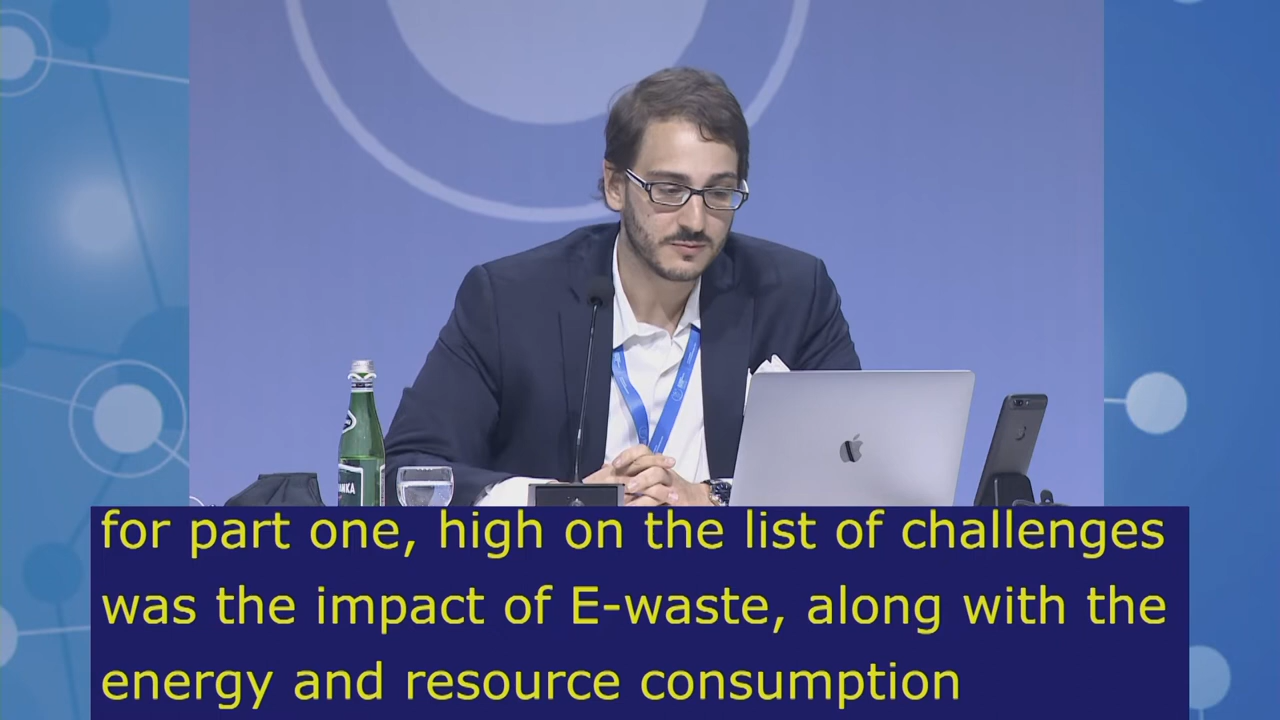 NKA
for part one, high on the list of challenges
was the impact of E-waste, along with the
energy and resource consumption